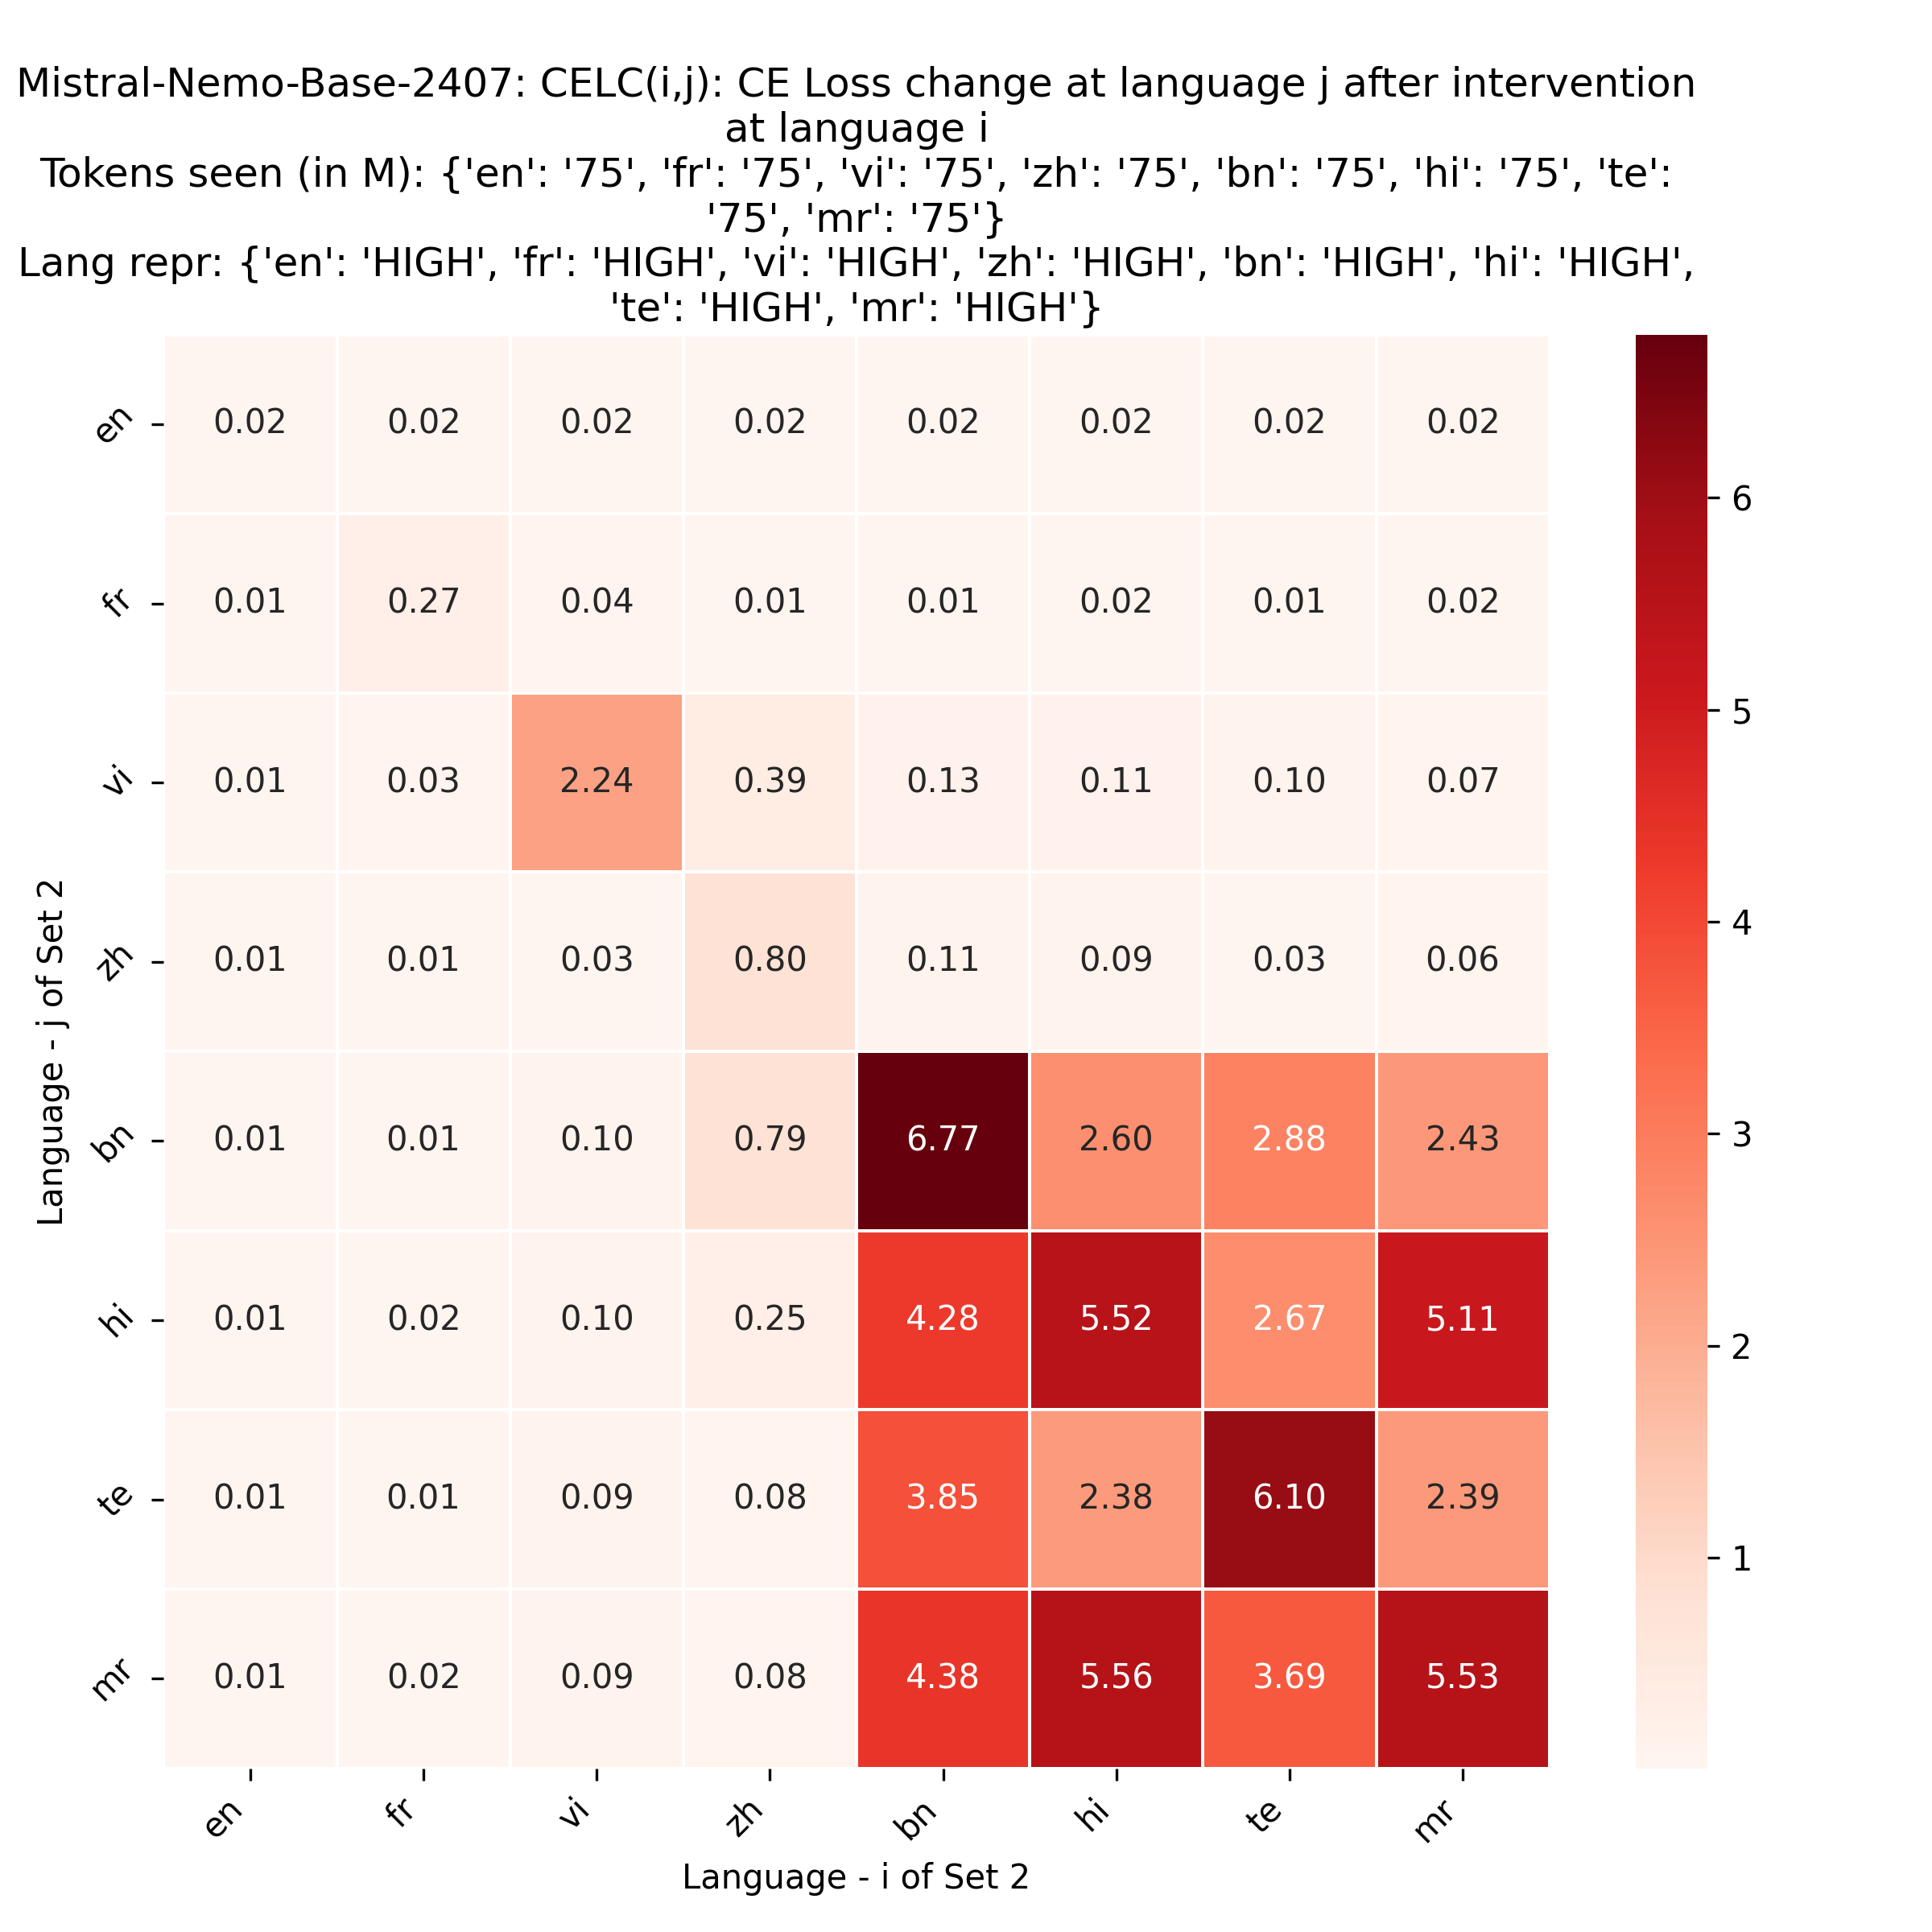 Mistral-Nemo-Base-2407: CELC(i,j): CE Loss change at language j after intervention
at language i
Tokens seen (in M): {'en': '75', 'fr': '75', 'vi': '75', 'zh': '75', 'bn': '75', 'hi': '75', 'te':
'75', 'mr': '75'}
Lang repr: {'en': 'HIGH', 'fr': 'HIGH', 'vi': 'HIGH', 'zh': 'HIGH', 'bn': 'HIGH', 'hi': 'HIGH',
'te': 'HIGH', 'mr': 'HIGH'}
en 0.02 0.02 0.02 0.02 0.02 0.02 0.02 0.02
fr 0.01 0.27 0.04 0.01 0.01 0.02 0.01 0.02
vi 0.01 0.03 2.24 0.39 0.13 0.11 0.10 0.07
zh 0.01 0.01 0.03 0.80 0.11 0.09 0.03 0.06
bn 0.01 0.01 0.10 0.79 6.77 2.60 2.88 2.43
hi 0.01 0.02 0.10 0.25 4.28 5.52 2.67 5.11
te 0.01 0.01 0.09 0.08 3.85 2.38 6.10 2.39
mr 0.01 0.02 0.09 0.08 4.38 5.56 3.69 5.53
en fr vi zh bn hi te mr
Language - i of Set 2
Language - j of Set 2
6
5
4
3
2
1